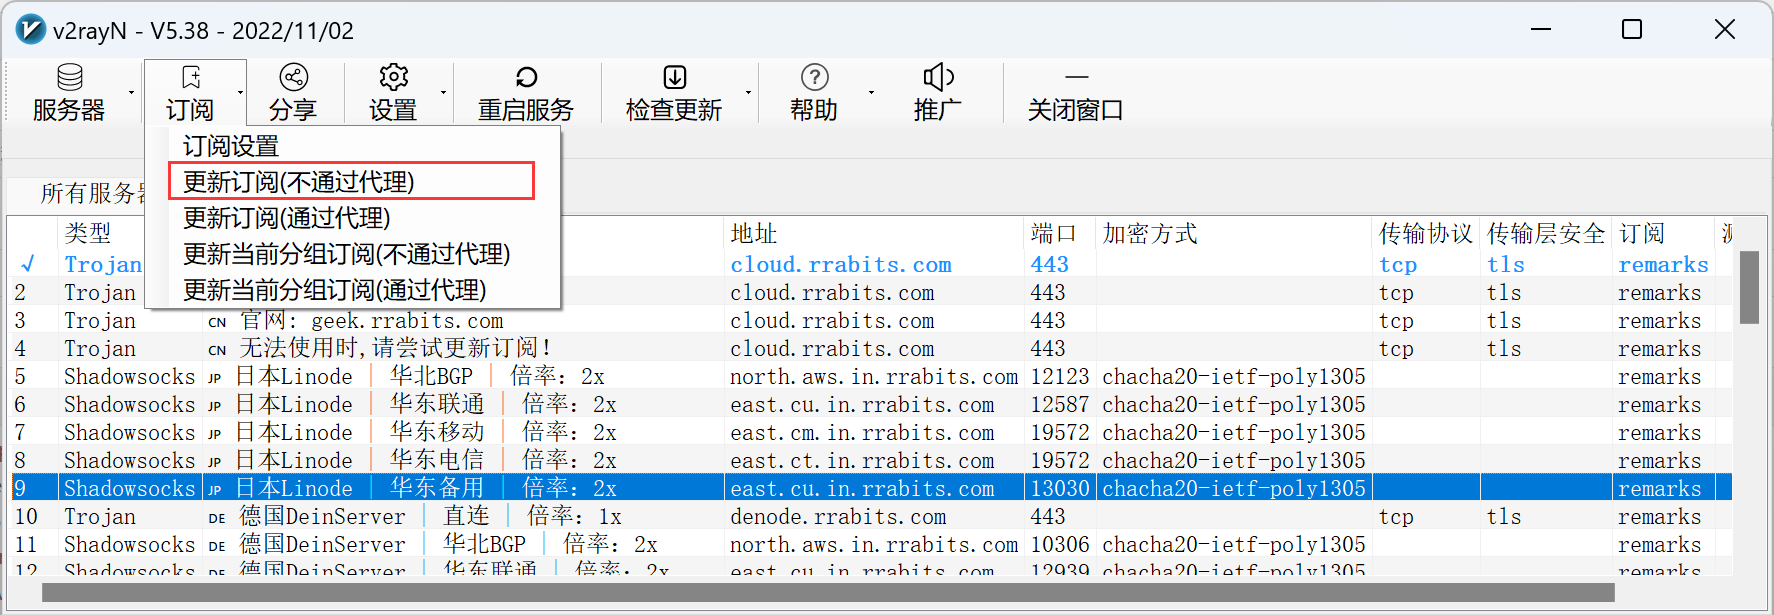 v2rayN - V5.38 - 2022/11/02
服务器 订阅 分享 设置 重启服务 检查更新 帮助 推广 关闭窗口
订阅设置
更新订阅(不通过代理)
更新订阅(通过代理)
更新当前分组订阅(不通过代理)
更新当前分组订阅(通过代理)
所有服务器
类型 地址 端口 加密方式 传输协议 传输层安全 订阅
√ Trojan cloud.rrabits.com 443 tcp tls remarks
2 Trojan cloud.rrabits.com 443 tcp tls remarks
3 Trojan CN 官网: geek.rrabits.com cloud.rrabits.com 443 tcp tls remarks
4 Trojan CN 无法使用时,请尝试更新订阅! cloud.rrabits.com 443 tcp tls remarks
5 Shadowsocks JP 日本Linode | 华北BGP | 倍率: 2x north.aws.in.rrabits.com 12123 chacha20-ietf-poly1305 remarks
6 Shadowsocks JP 日本Linode | 华东联通 | 倍率: 2x east.cu.in.rrabits.com 12587 chacha20-ietf-poly1305 remarks
7 Shadowsocks JP 日本Linode | 华东移动 | 倍率: 2x east.cm.in.rrabits.com 19572 chacha20-ietf-poly1305 remarks
8 Shadowsocks JP 日本Linode | 华东电信 | 倍率: 2x east.ct.in.rrabits.com 19572 chacha20-ietf-poly1305 remarks
9 Shadowsocks JP 日本Linode | 华东备用 | 倍率: 2x east.cu.in.rrabits.com 13030 chacha20-ietf-poly1305 remarks
10 Trojan DE 德国DeinServer | 直连 | 倍率: 1x denode.rrabits.com 443 tcp tls remarks
11 Shadowsocks DE 德国DeinServer | 华北BGP | 倍率: 2x north.aws.in.rrabits.com 10306 chacha20-ietf-poly1305 remarks
12 Shadowsocks DE 德国DeinServer | 华东联通 | 倍率: 2x east.cu.in.rrabits.com 12939 chacha20-ietf-poly1305 remarks